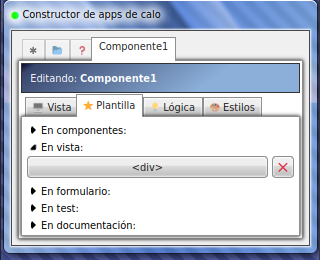 Constructor de apps de calo
* ? Componente1
Editando: Componente1
Vista Plantilla Lógica Estilos
En componentes:
En vista:
<div>
En formulario:
En test:
En documentación: